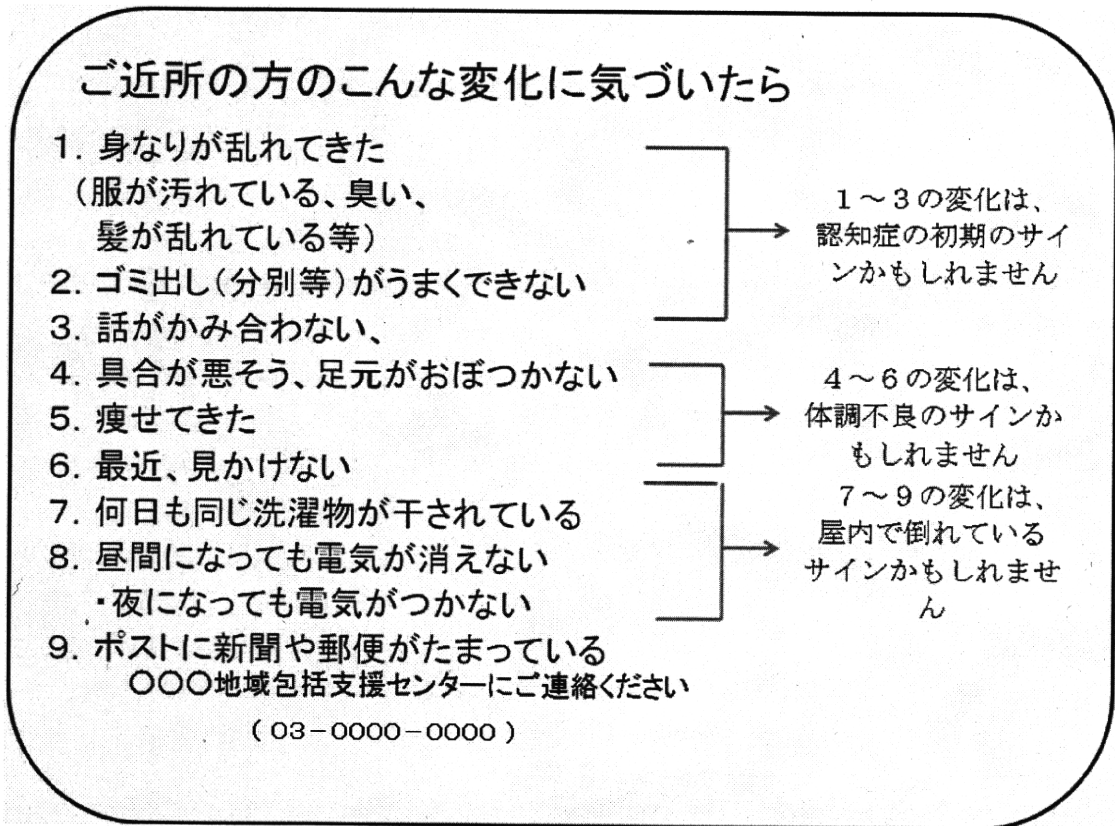 ご近所の方のこんな変化に気づいたら
1. 身なりが乱れてきた
(服が汚れている、臭い、
髪が乱れている等)
2. ゴミ出し(分別等)がうまくできない
3. 話がかみ合わない、
4. 具合が悪そう、足元がおぼつかない
5. 痩せてきた
6. 最近、見かけない
7. 何日も同じ洗濯物が干されている
8. 昼間になっても電気が消えない
・夜になっても電気がつかない
9. ポストに新聞や郵便がたまっている
〇〇〇地域包括支援センターにご連絡ください
(03-0000-0000)
1~3の変化は、
認知症の初期のサイ
ンかもしれません
4~6の変化は、
体調不良のサインか
もしれません
7~9の変化は、
屋内で倒れている
サインかもしれませ
ん